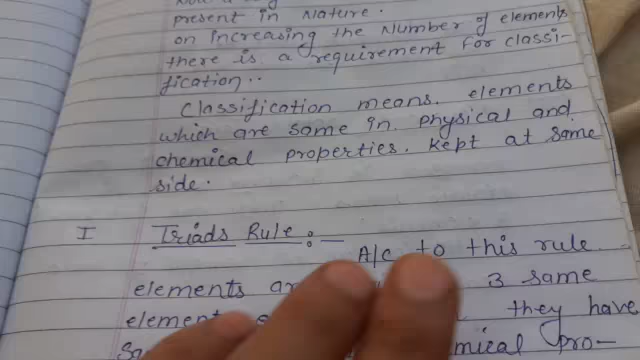 present in Nature.
on increasing the Number of elements
there is a requirement for classi-
fication..
Classification means. elements
which are same in physical and
chemical properties. kept at same
side.
I Triads Rule:-
A/c to this rule
elements 3 same
element they have
pro-